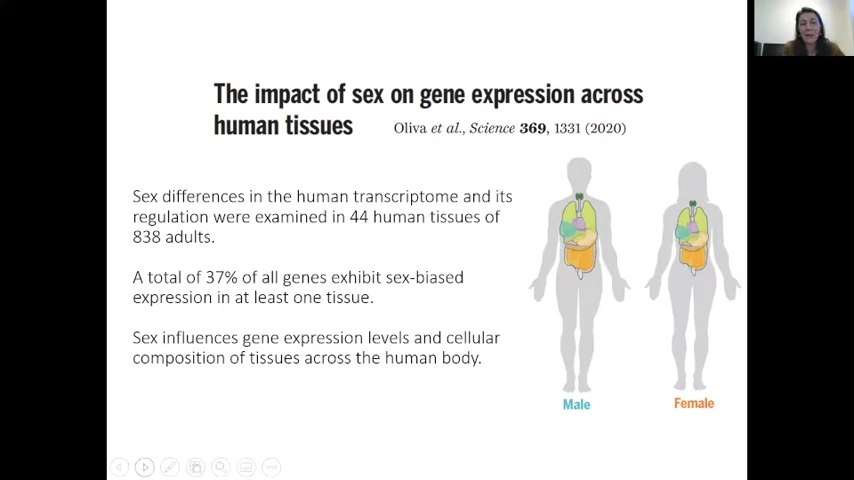 The impact of sex on gene expression across
human tissues
Oliva et al., Science 369, 1331 (2020)
Sex differences in the human transcriptome and its
regulation were examined in 44 human tissues of
838 adults.
A total of 37% of all genes exhibit sex-biased
expression in at least one tissue.
Sex influences gene expression levels and cellular
composition of tissues across the human body.
Male
Female